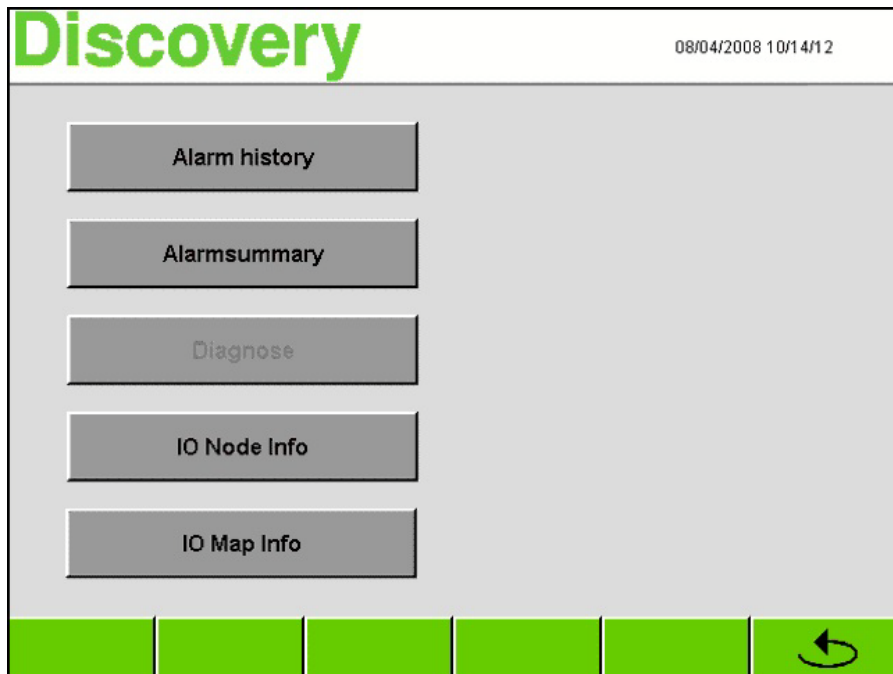 Discovery
08/04/2008 10/14/12
Alarm history
Alarmsummary
Diagnose
IO Node Info
IO Map Info